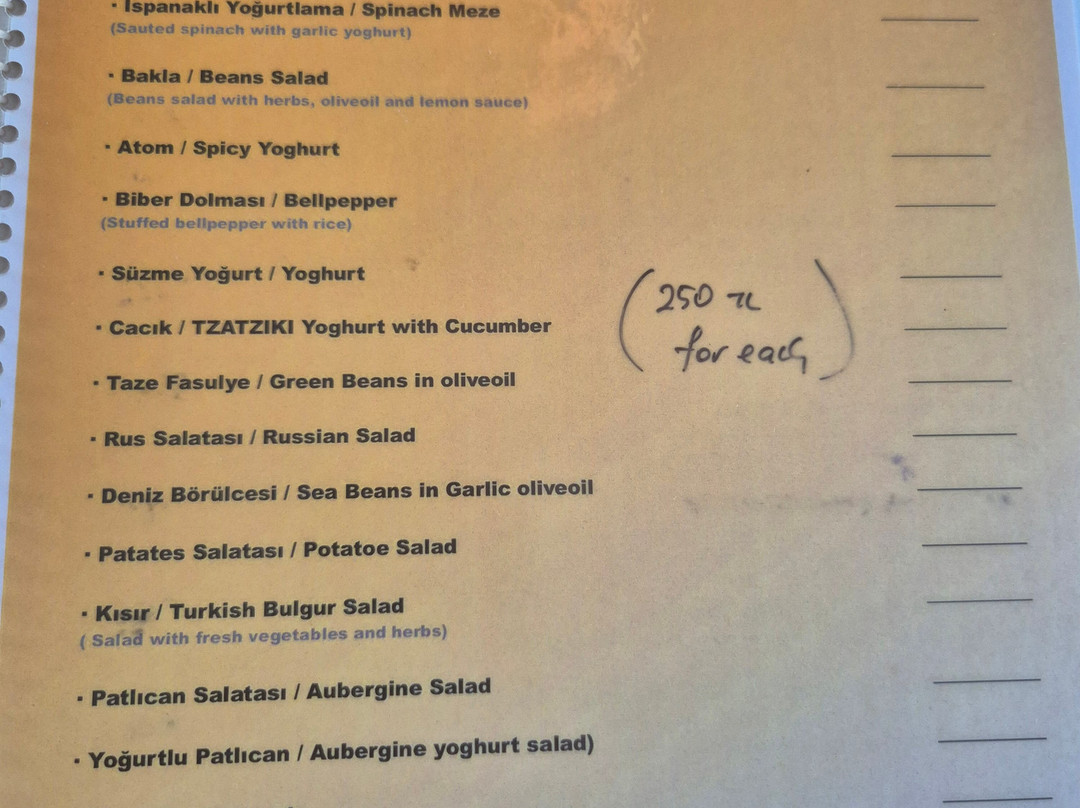 · Ispanaklı Yoğurtlama / Spinach Meze
(Sauted spinach with garlic yoghurt)
· Bakla / Beans Salad
(Beans salad with herbs, oliveoil and lemon sauce)
· Atom / Spicy Yoghurt
· Biber Dolması / Bellpepper
(Stuffed bellpepper with rice)
· Süzme Yoğurt / Yoghurt
· Cacık / TZATZIKI Yoghurt with Cucumber
(250 TL
for each)
· Taze Fasulye / Green Beans in oliveoil
· Rus Salatası / Russian Salad
· Deniz Börülcesi / Sea Beans in Garlic oliveoil
· Patates Salatası / Potatoe Salad
· Kısır / Turkish Bulgur Salad
( Salad with fresh vegetables and herbs)
· Patlıcan Salatası / Aubergine Salad
· Yoğurtlu Patlıcan / Aubergine yoghurt salad)